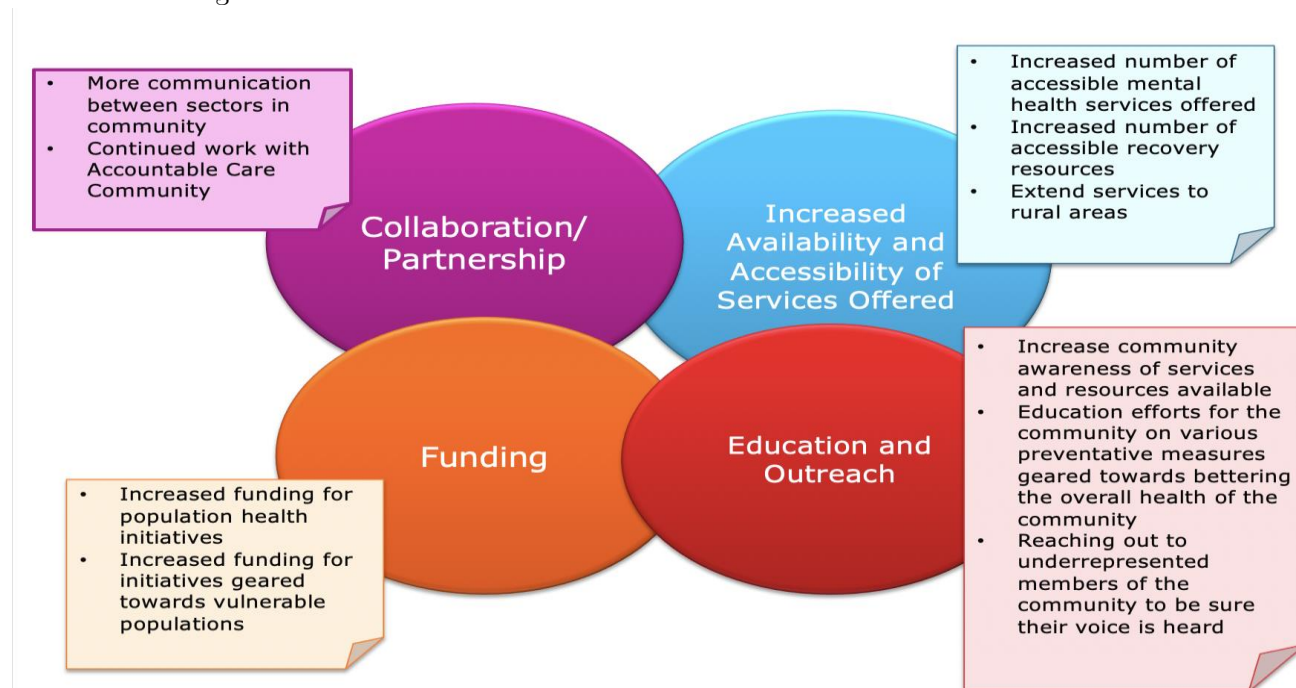 • More communication
between sectors in
community
• Continued work with
Accountable Care
Community
Collaboration/
Partnership
Increased
Availability and
Accessibility of
Services Offered
• Increased number of
accessible mental
health services offered
• Increased number of
accessible recovery
resources
• Extend services to
rural areas
Funding
• Increased funding for
population health
initiatives
• Increased funding for
initiatives geared
towards vulnerable
populations
Education and
Outreach
• Increase community
awareness of services
and resources available
• Education efforts for the
community on various
preventative measures
geared towards bettering
the overall health of the
community
• Reaching out to
underrepresented
members of the
community to be sure
their voice is heard